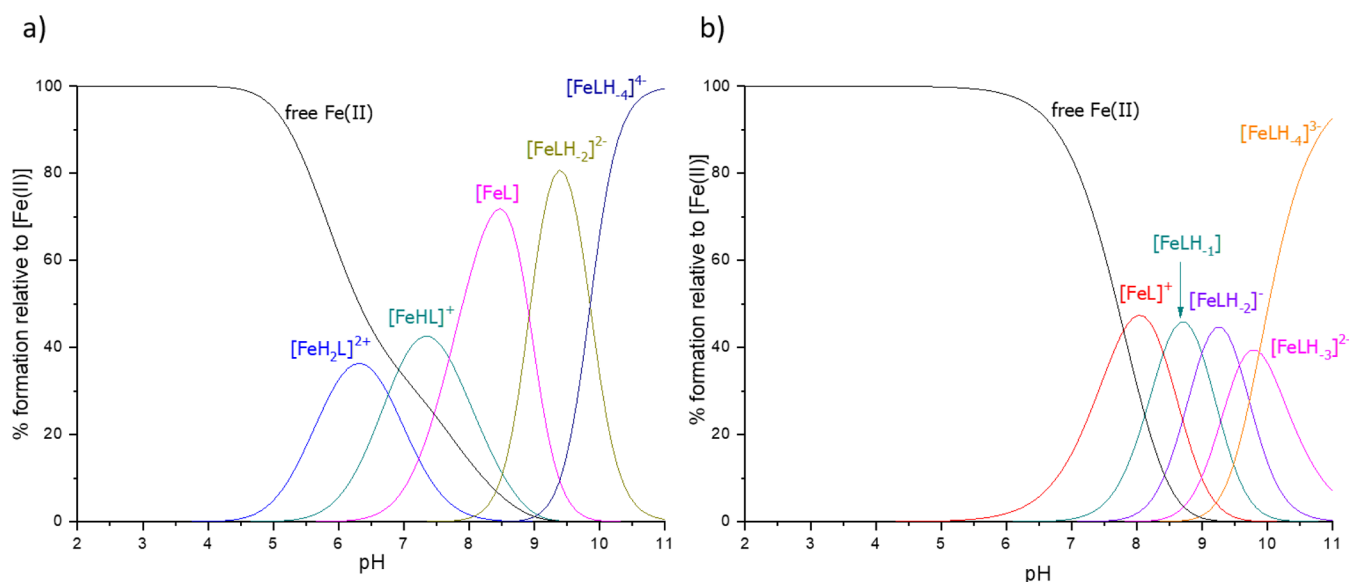 a)
100
80
60
40
20
0
% formation relative to [Fe(II)]
2 3 4 5 6 7 8 9 10 11
pH
free Fe(II)
[FeH₂L]²⁺
[FeHL]⁺
[FeL]
[FeLH₋₂]²⁻
[FeLH₋₄]⁴⁻
b)
100
80
60
40
20
0
% formation relative to [Fe(II)]
2 3 4 5 6 7 8 9 10 11
pH
free Fe(II)
[FeL]⁺
[FeLH₋₁]
[FeLH₋₂]⁻
[FeLH₋₃]²⁻
[FeLH₋₄]³⁻